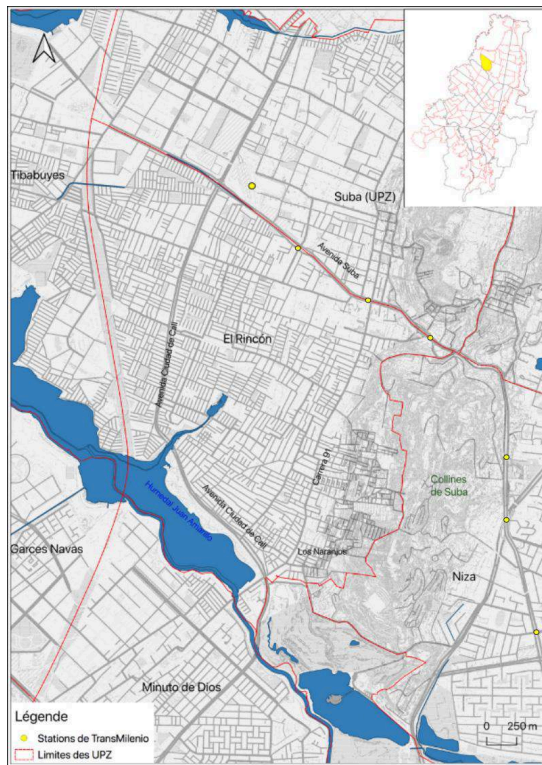 Tibabuyes
Suba (UPZ)
Avenida Suba
El Rincón
Avenida Ciudad de Cali
Carrera 91
Collines
de Suba
Humedal Juan Amarillo
Avenida Ciudad de Cali
Los Naranjos
Garces Navas
Niza
Minuto de Dios
Légende
Stations de TransMilenio
Limites des UPZ
0 250 m